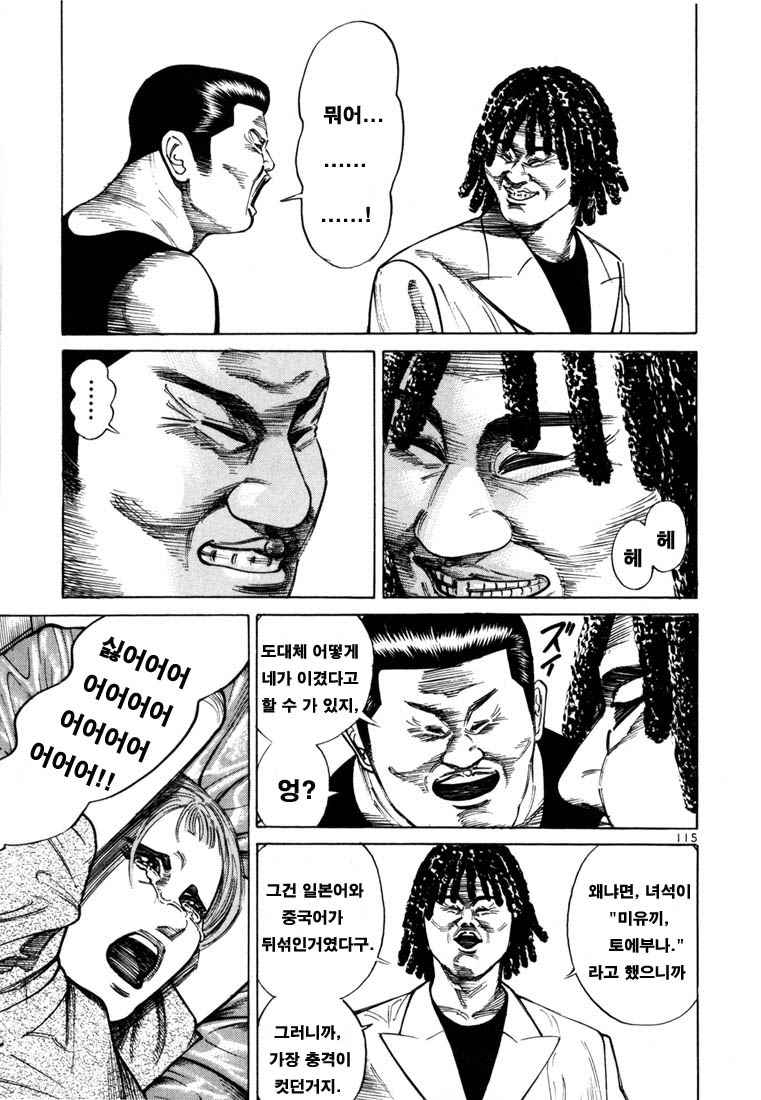 뭐어...
......
......!
헤
헤
......
ズイ
도대체 어떻게
네가 이겼다고
할 수 가 있지,
엉?
115
왜냐면, 녀석이
"미유끼,
토에부나."
라고 했으니까
그건 일본어와
중국어가
뒤섞인거였다구.
그러니까,
가장 충격이
컷던거지.
싫어어어
어어어어
어어어어
어어어!!